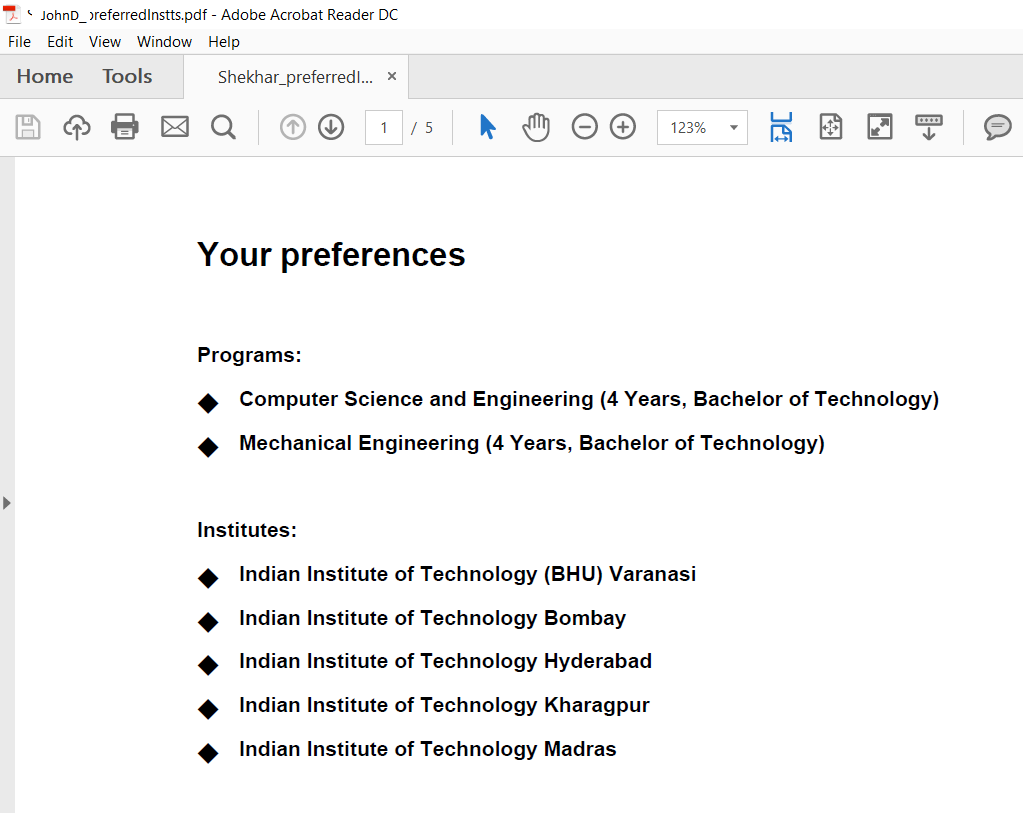 JohnD_preferredInstts.pdf - Adobe Acrobat Reader DC
File Edit View Window Help
Home Tools Shekhar_preferredI... ×
1 / 5 123%
Your preferences
Programs:
◆ Computer Science and Engineering (4 Years, Bachelor of Technology)
◆ Mechanical Engineering (4 Years, Bachelor of Technology)
Institutes:
◆ Indian Institute of Technology (BHU) Varanasi
◆ Indian Institute of Technology Bombay
◆ Indian Institute of Technology Hyderabad
◆ Indian Institute of Technology Kharagpur
◆ Indian Institute of Technology Madras